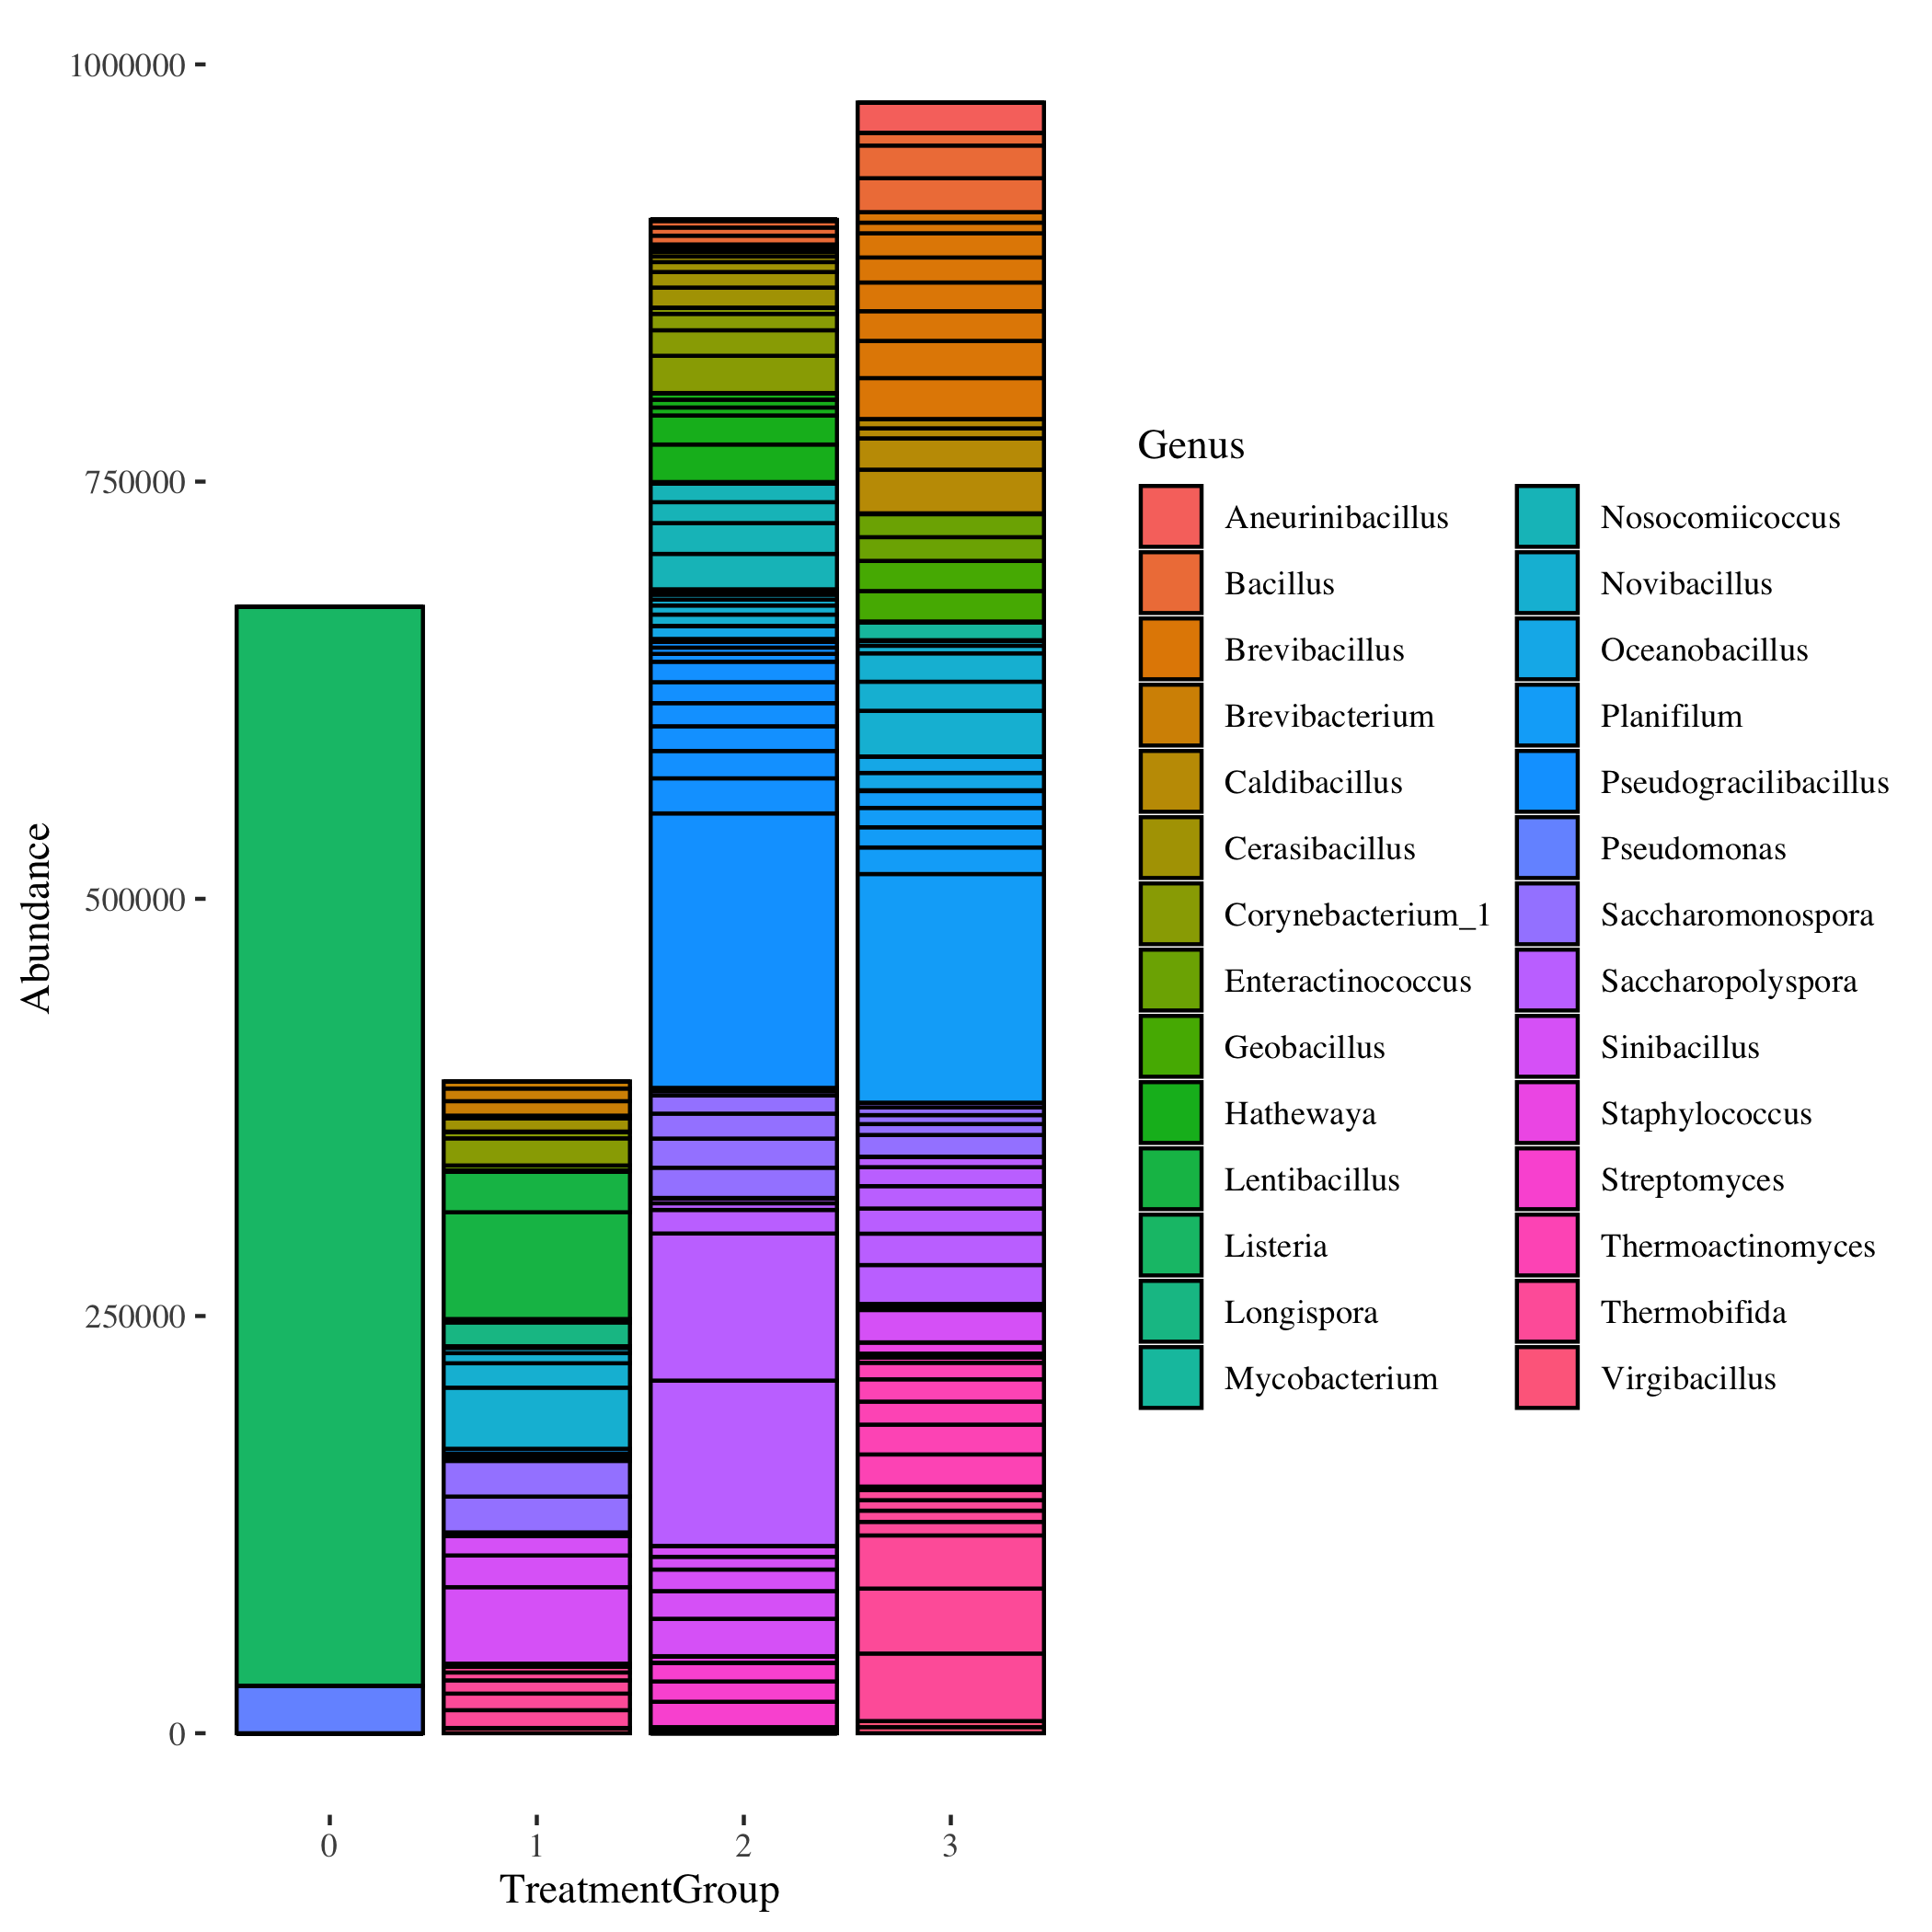 1000000
750000
500000
250000
0
Abundance
0
1
2
3
TreatmentGroup
Genus
Aneurinibacillus
Bacillus
Brevibacillus
Brevibacterium
Caldibacillus
Cerasibacillus
Corynebacterium_1
Enteractinococcus
Geobacillus
Hathewaya
Lentibacillus
Listeria
Longispora
Mycobacterium
Nosocomiicoccus
Novibacillus
Oceanobacillus
Planifilum
Pseudogracilibacillus
Pseudomonas
Saccharomonospora
Saccharopolyspora
Sinibacillus
Staphylococcus
Streptomyces
Thermoactinomyces
Thermobifida
Virgibacillus